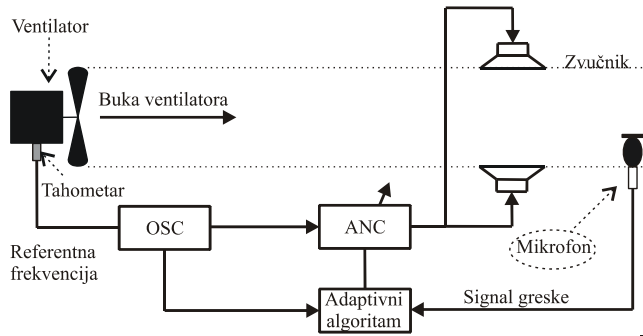 Ventilator
Zvučnik
Buka ventilatora
Tahometar
OSC
ANC
Referentna
frekvencija
Mikrofon
Adaptivni
algoritam
Signal greske